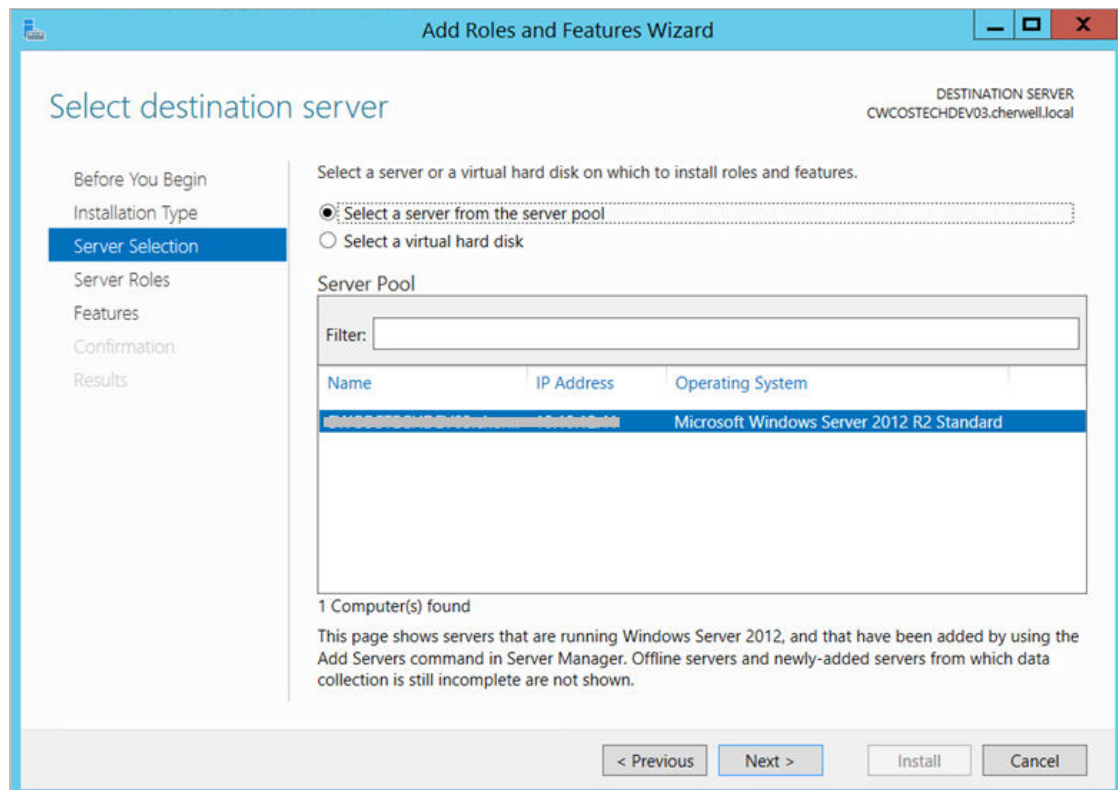 Add Roles and Features Wizard
Select destination server
DESTINATION SERVER
CWCOSTECHDEV03.cherwell.local
Before You Begin
Installation Type
Server Selection
Server Roles
Features
Confirmation
Results
Select a server or a virtual hard disk on which to install roles and features.
Select a server from the server pool
Select a virtual hard disk
Server Pool
Filter:
Name IP Address Operating System
Microsoft Windows Server 2012 R2 Standard
1 Computer(s) found
This page shows servers that are running Windows Server 2012, and that have been added by using the
Add Servers command in Server Manager. Offline servers and newly-added servers from which data
collection is still incomplete are not shown.
< Previous Next > Install Cancel